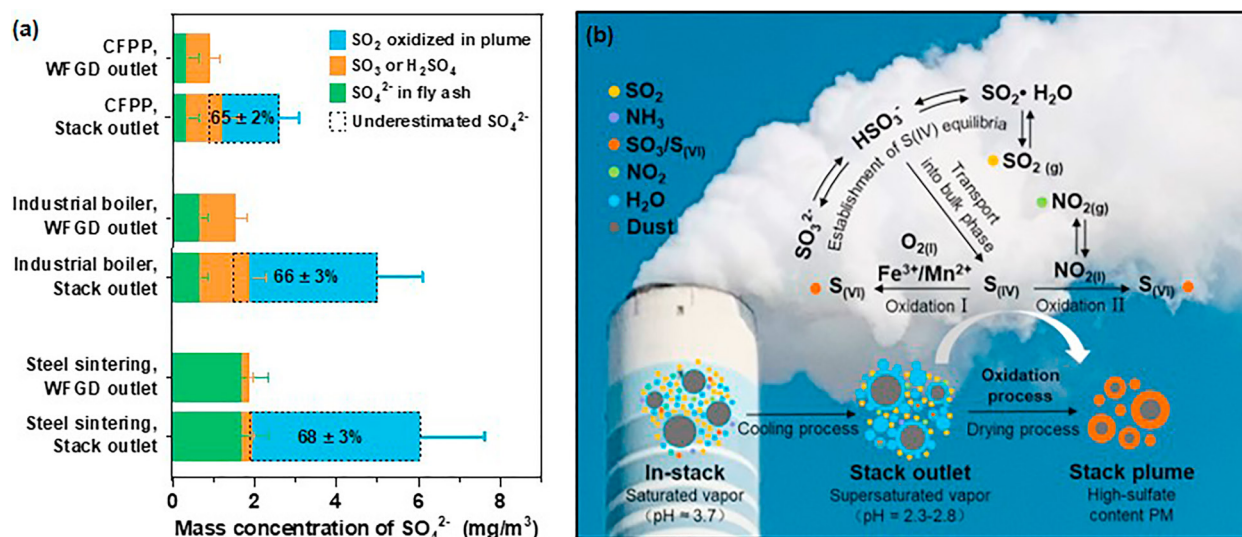 (a)
CFPP,
WFGD outlet
CFPP,
Stack outlet
Industrial boiler,
WFGD outlet
Industrial boiler,
Stack outlet
Steel sintering,
WFGD outlet
Steel sintering,
Stack outlet
SO₂ oxidized in plume
SO₃ or H₂SO₄
SO₄²⁻ in fly ash
Underestimated SO₄²⁻
65 ± 2%
66 ± 3%
68 ± 3%
0 2 4 6 8
Mass concentration of SO₄²⁻ (mg/m³)
(b)
SO₂
NH₃
SO₃/S(VI)
NO₂
H₂O
Dust
SO₂• H₂O
HSO₃⁻
SO₂ (g)
SO₃²⁻
Establishment of S(IV) equilibria
Transport
into bulk phase
NO₂(g)
O₂(l)
Fe³⁺/Mn²⁺
NO₂(l)
S(VI)
S(IV)
S(VI)
Oxidation I
Oxidation II
Cooling process
Oxidation
process
Drying process
In-stack
Saturated vapor
(pH ≈ 3.7)
Stack outlet
Supersaturated vapor
(pH = 2.3-2.8)
Stack plume
High-sulfate
content PM